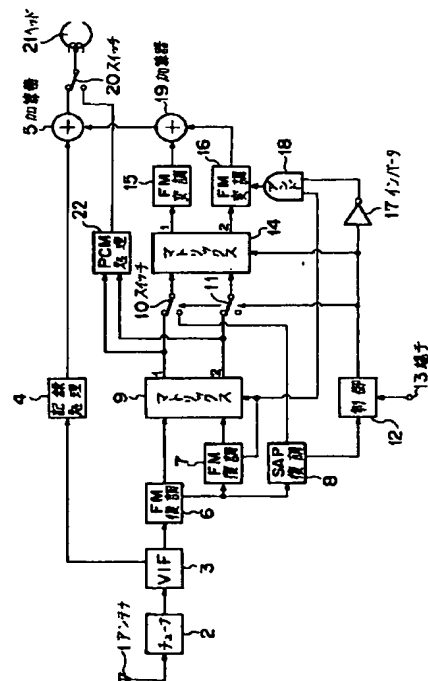 21ヘッド
20スイッチ
5加算器
19加算器
22
PCM
処理
15
FM
変調
16
FM
変調
18
アンド
17インバータ
4
記録
処理
10スイッチ
11
1
2
マトリックス
14
1
2
マトリックス
9
7
FM
復調
SAP
復調
8
制御
12
13端子
FM
復調
6
VIF
3
チューナ
2
1アンテナ